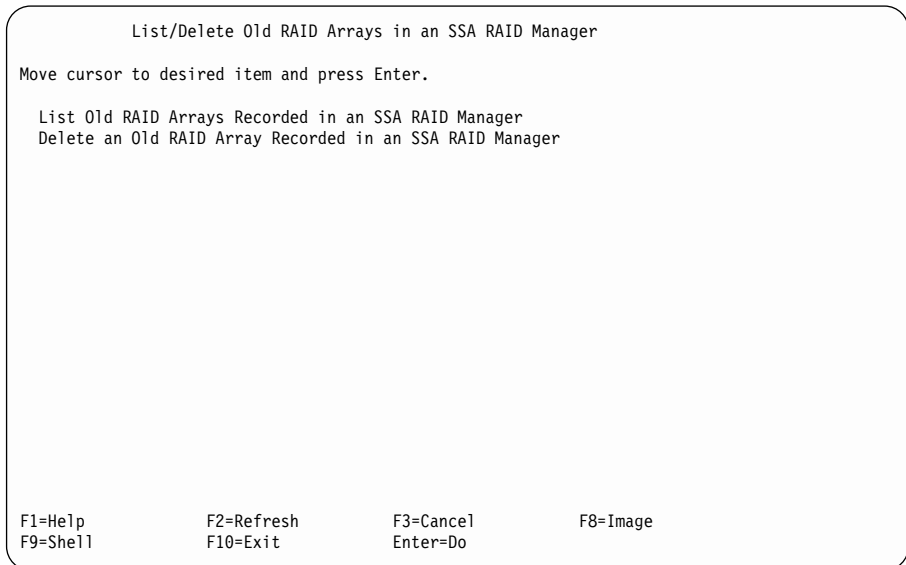 List/Delete Old RAID Arrays in an SSA RAID Manager
Move cursor to desired item and press Enter.
List Old RAID Arrays Recorded in an SSA RAID Manager
Delete an Old RAID Array Recorded in an SSA RAID Manager
F1=Help F2=Refresh F3=Cancel F8=Image
F9=Shell F10=Exit Enter=Do